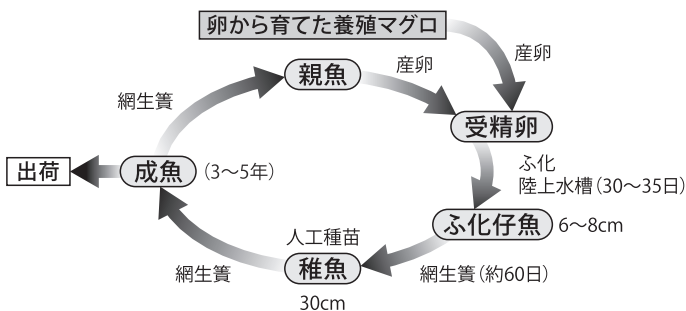 卵から育てた養殖マグロ
親魚
産卵
産卵
網生簀
受精卵
出荷
成魚
(3~5年)
ふ化
陸上水槽(30~35日)
ふ化仔魚
6~8cm
人工種苗
稚魚
網生簀
網生簀(約60日)
30cm